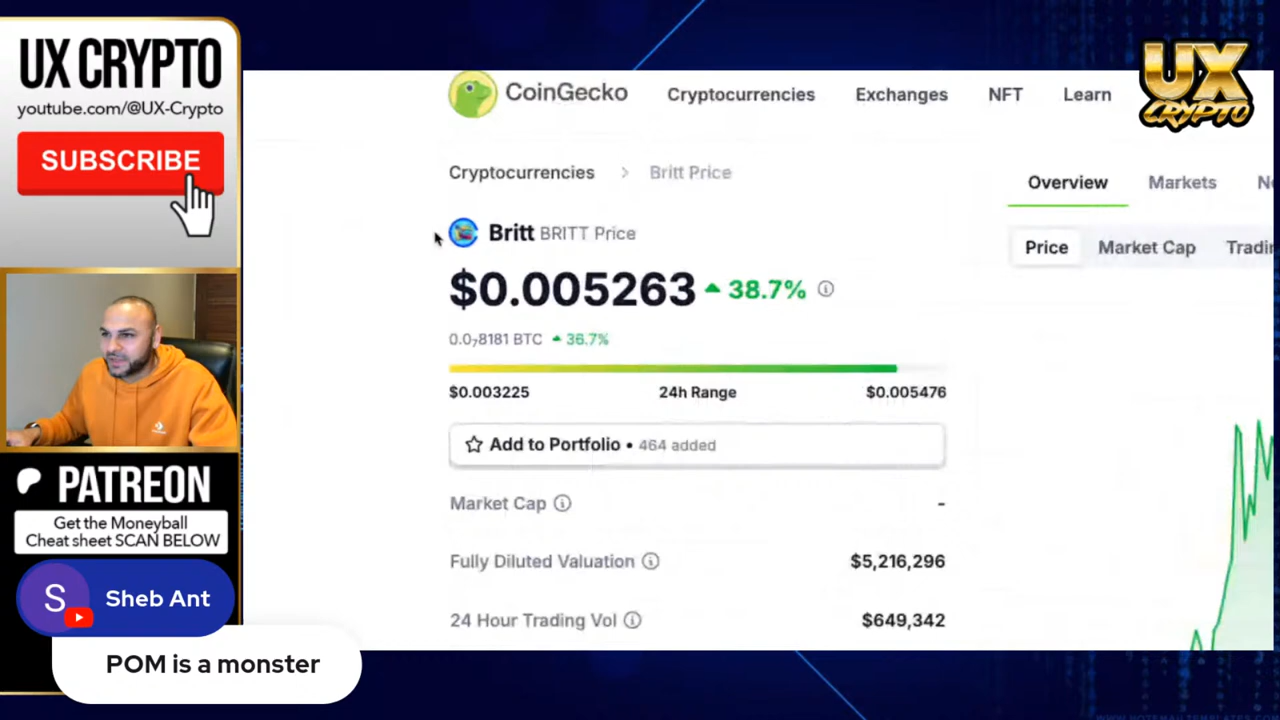 UX CRYPTO
youtube.com/@UX-Crypto
SUBSCRIBE
PATREON
Get the Moneyball
Cheat sheet SCAN BELOW
S
Sheb Ant
POM is a monster
CoinGecko
Cryptocurrencies
Exchanges
NFT
Learn
UX
CRYPTO
Cryptocurrencies > Britt Price
Britt BRITT Price
$0.005263 ▲ 38.7%
0.0₇8181 BTC ▲ 36.7%
$0.003225 24h Range $0.005476
Add to Portfolio • 464 added
Market Cap -
Fully Diluted Valuation $5,216,296
24 Hour Trading Vol $649,342
Overview
Markets
Price
Market Cap